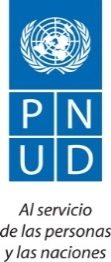 P N
U D
Al servicio
de las personas
y las naciones